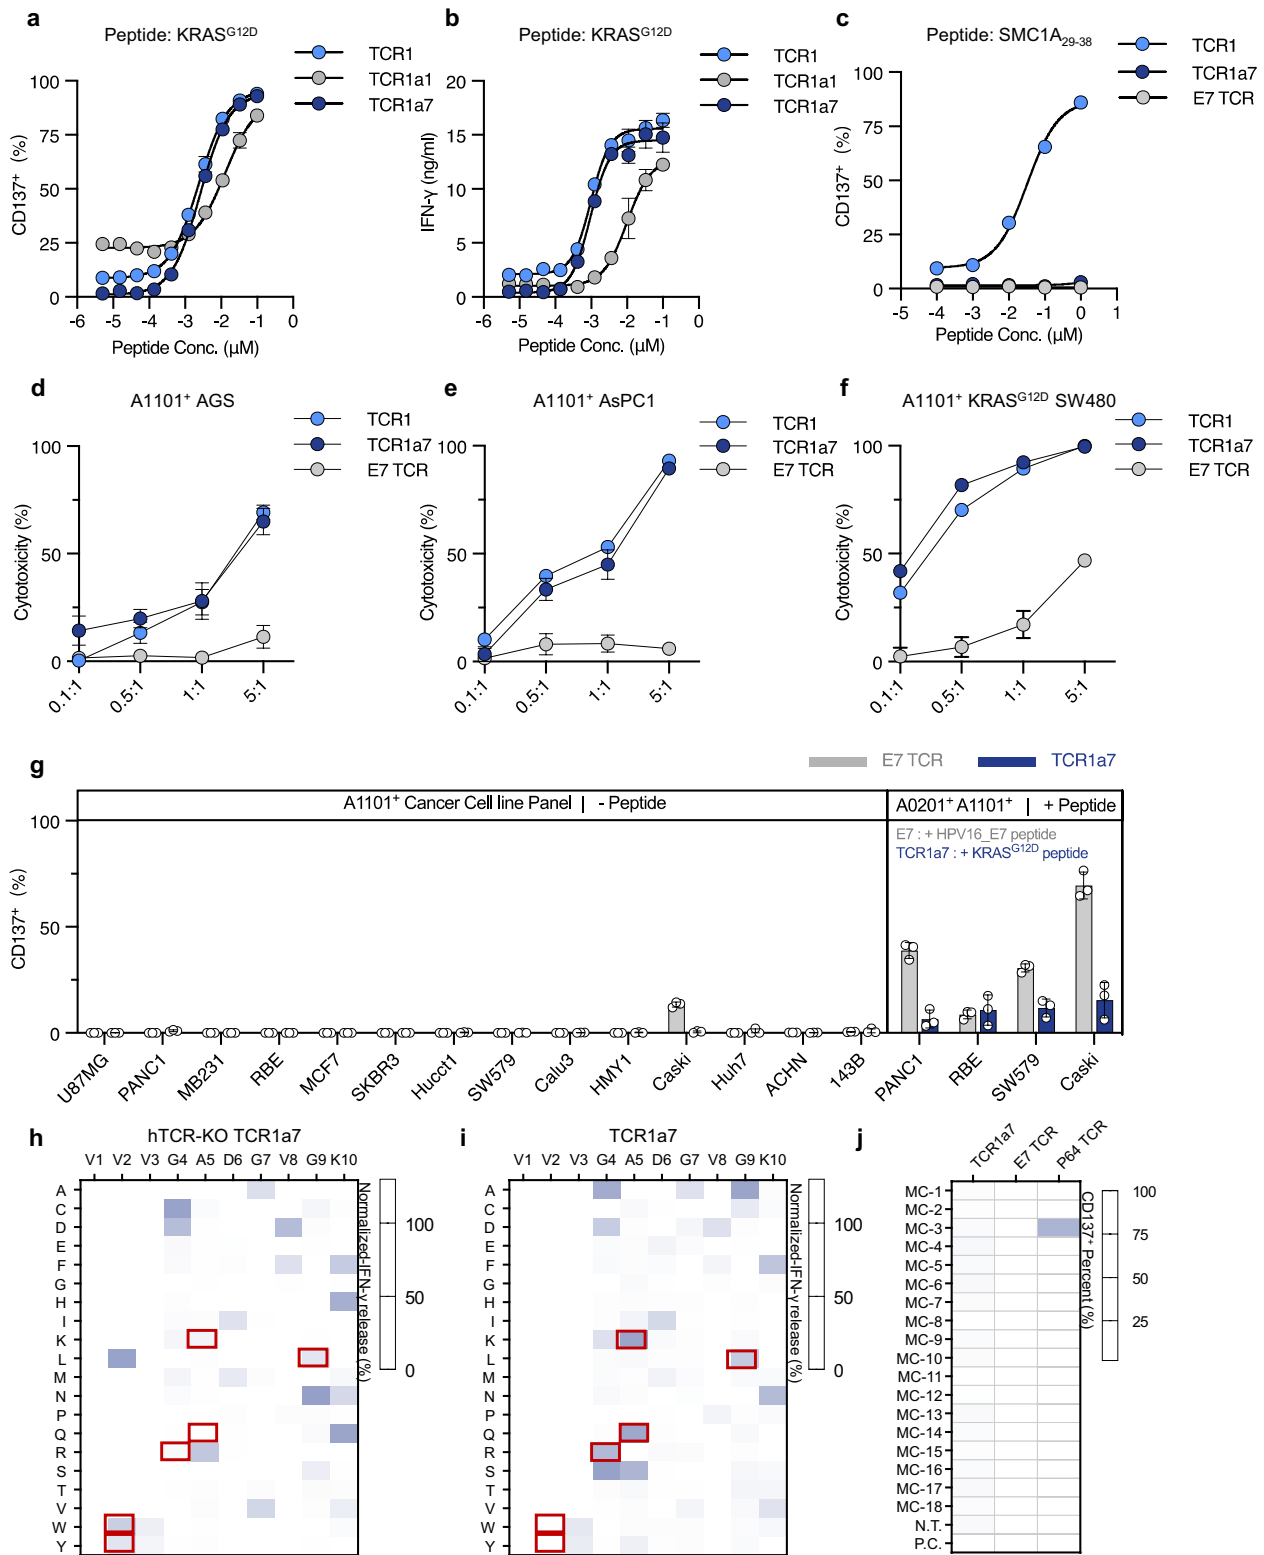 a
Peptide: KRASG12D
TCR1
TCR1a1
TCR1a7
CD137+ (%)
100
75
50
25
0
-6 -5 -4 -3 -2 -1 0
Peptide Conc. (μM)
b
Peptide: KRASG12D
TCR1
TCR1a1
TCR1a7
IFN-γ (ng/ml)
20
15
10
5
0
-6 -5 -4 -3 -2 -1 0
Peptide Conc. (μM)
c
Peptide: SMC1A29-38
TCR1
TCR1a7
E7 TCR
CD137+ (%)
100
75
50
25
0
-5 -4 -3 -2 -1 0 1
Peptide Conc. (μM)
d
A1101+ AGS
TCR1
TCR1a7
E7 TCR
Cytotoxicity (%)
100
50
0
0.1:1 0.5:1 1:1 5:1
e
A1101+ AsPC1
TCR1
TCR1a7
E7 TCR
Cytotoxicity (%)
100
50
0
0.1:1 0.5:1 1:1 5:1
f
A1101+ KRASG12D SW480
TCR1
TCR1a7
E7 TCR
Cytotoxicity (%)
100
50
0
0.1:1 0.5:1 1:1 5:1
g
E7 TCR TCR1a7
A1101+ Cancer Cell line Panel | - Peptide
A0201+ A1101+ | + Peptide
E7 : + HPV16_E7 peptide
TCR1a7 : + KRASG12D peptide
CD137+ (%)
100
50
0
U87MG PANC1 MB231 RBE MCF7 SKBR3 Hucct1 SW579 Calu3 HMY1 Caski Huh7 ACHN 143B PANC1 RBE SW579 Caski
h
hTCR-KO TCR1a7
V1 V2 V3 G4 A5 D6 G7 V8 G9 K10
A
C
D
E
F
G
H
I
K
L
M
N
P
Q
R
S
T
V
W
Y
Normalized-IFN-γ release (%)
100
50
0
i
TCR1a7
V1 V2 V3 G4 A5 D6 G7 V8 G9 K10
A
C
D
E
F
G
H
I
K
L
M
N
P
Q
R
S
T
V
W
Y
Normalized-IFN-γ release (%)
100
50
0
j
TCR1a7 E7 TCR P64 TCR
MC-1
MC-2
MC-3
MC-4
MC-5
MC-6
MC-7
MC-8
MC-9
MC-10
MC-11
MC-12
MC-13
MC-14
MC-15
MC-16
MC-17
MC-18
N.T.
P.C.
CD137+ Percent (%)
100
75
50
25